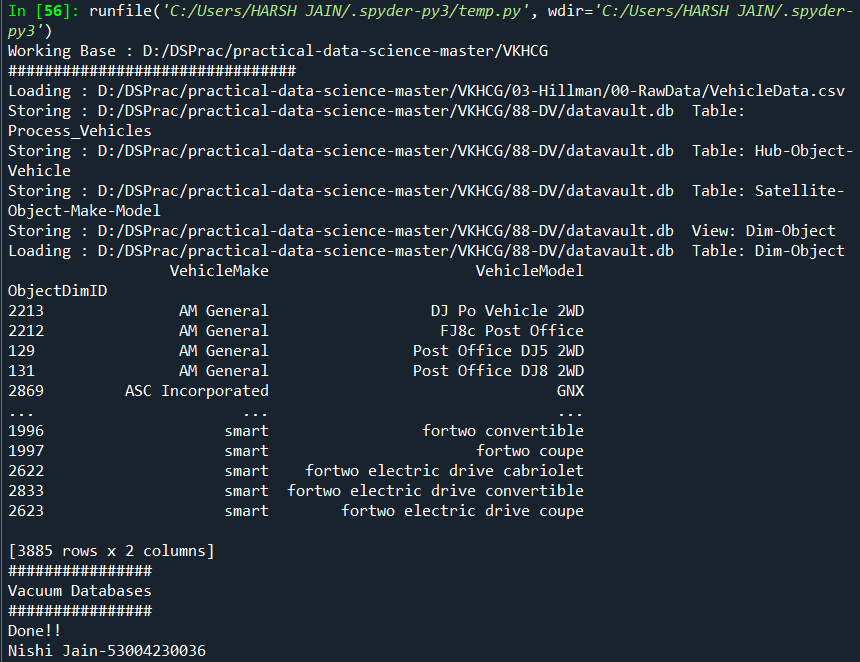 In [56]: runfile('C:/Users/HARSH JAIN/.spyder-py3/temp.py', wdir='C:/Users/HARSH JAIN/.spyder-
py3')
Working Base : D:/DSPrac/practical-data-science-master/VKHCG
################################
Loading : D:/DSPrac/practical-data-science-master/VKHCG/03-Hillman/00-RawData/VehicleData.csv
Storing : D:/DSPrac/practical-data-science-master/VKHCG/88-DV/datavault.db  Table:
Process_Vehicles
Storing : D:/DSPrac/practical-data-science-master/VKHCG/88-DV/datavault.db  Table: Hub-Object-
Vehicle
Storing : D:/DSPrac/practical-data-science-master/VKHCG/88-DV/datavault.db  Table: Satellite-
Object-Make-Model
Storing : D:/DSPrac/practical-data-science-master/VKHCG/88-DV/datavault.db  View: Dim-Object
Loading : D:/DSPrac/practical-data-science-master/VKHCG/88-DV/datavault.db  Table: Dim-Object
                  VehicleMake                       VehicleModel
ObjectDimID
2213               AM General                  DJ Po Vehicle 2WD
2212               AM General                   FJ8c Post Office
129                AM General                Post Office DJ5 2WD
131                AM General                Post Office DJ8 2WD
2869         ASC Incorporated                                GNX
...                       ...                                ...
1996                    smart                 fortwo convertible
1997                    smart                       fortwo coupe
2622                    smart    fortwo electric drive cabriolet
2833                    smart  fortwo electric drive convertible
2623                    smart        fortwo electric drive coupe

[3885 rows x 2 columns]
################
Vacuum Databases
################
Done!!
Nishi Jain-53004230036